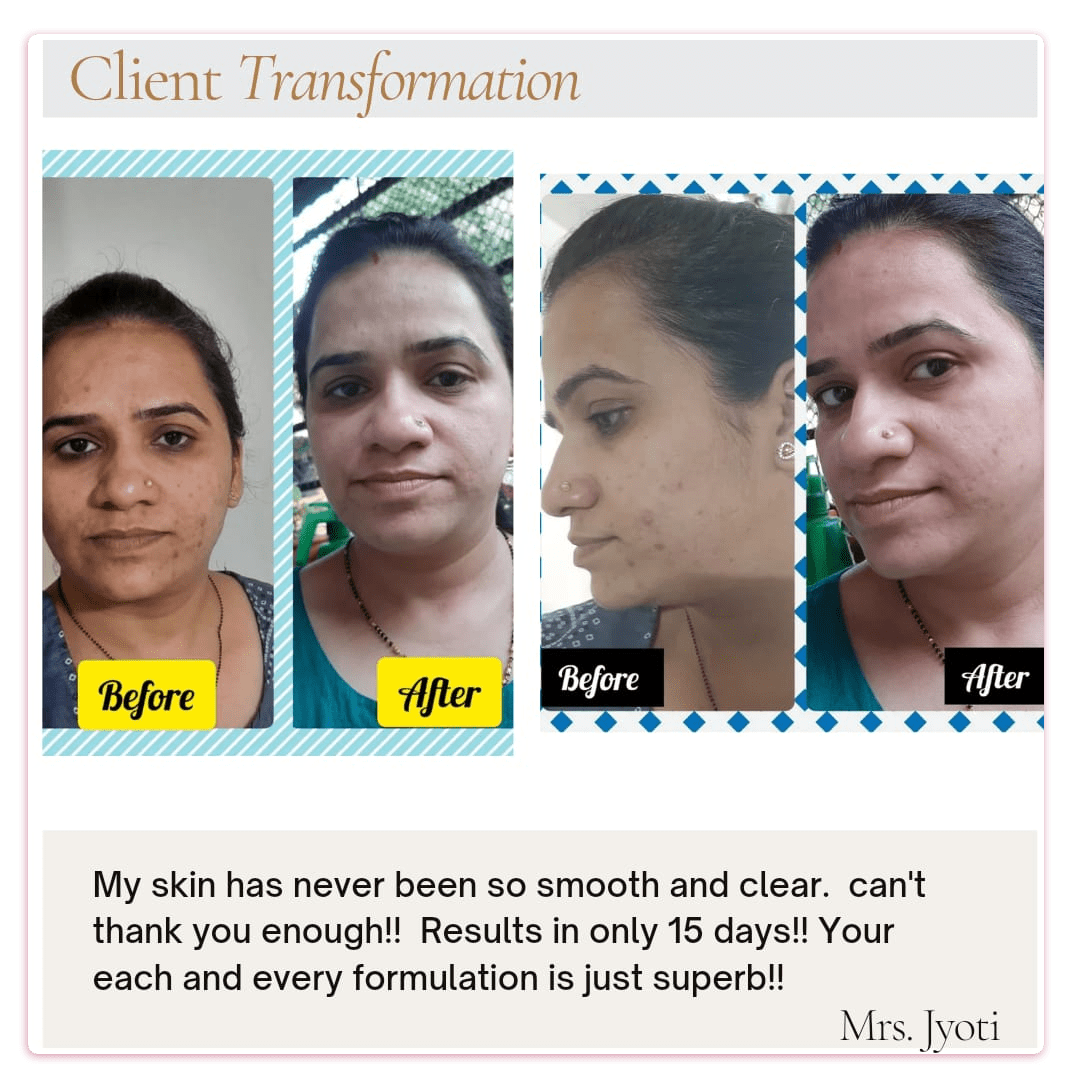 Client Transformation
Before
After
Before
After
My skin has never been so smooth and clear.  can't
thank you enough!!  Results in only 15 days!! Your
each and every formulation is just superb!!
Mrs. Jyoti